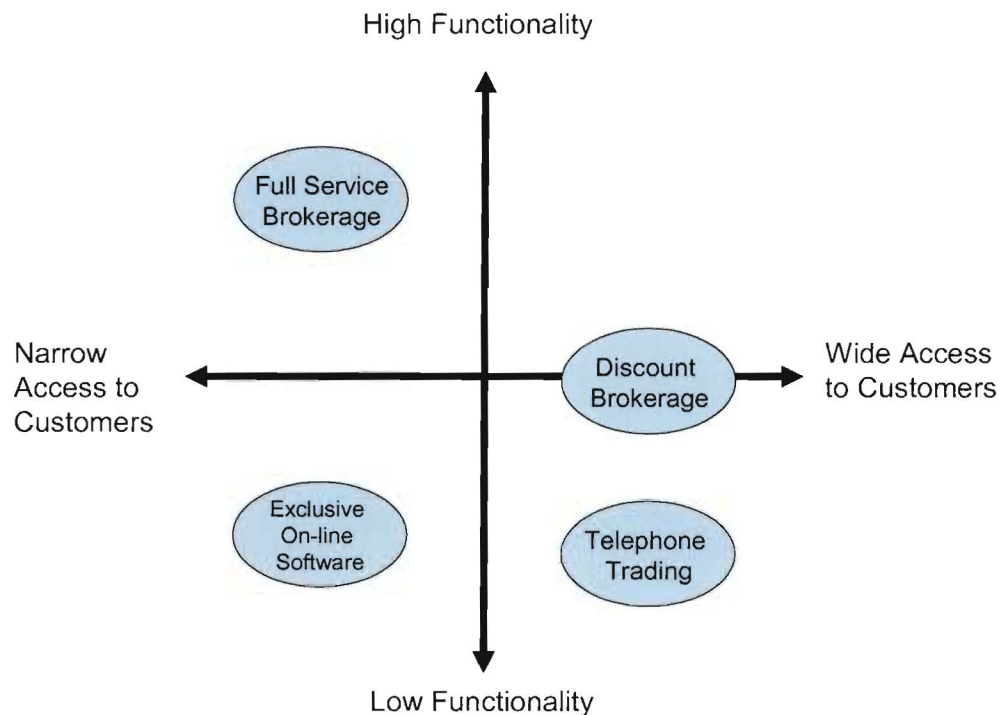 High Functionality
Full Service
Brokerage
Narrow
Access to
Customers
Discount
Brokerage
Wide Access
to Customers
Exclusive
On-line
Software
Telephone
Trading
Low Functionality